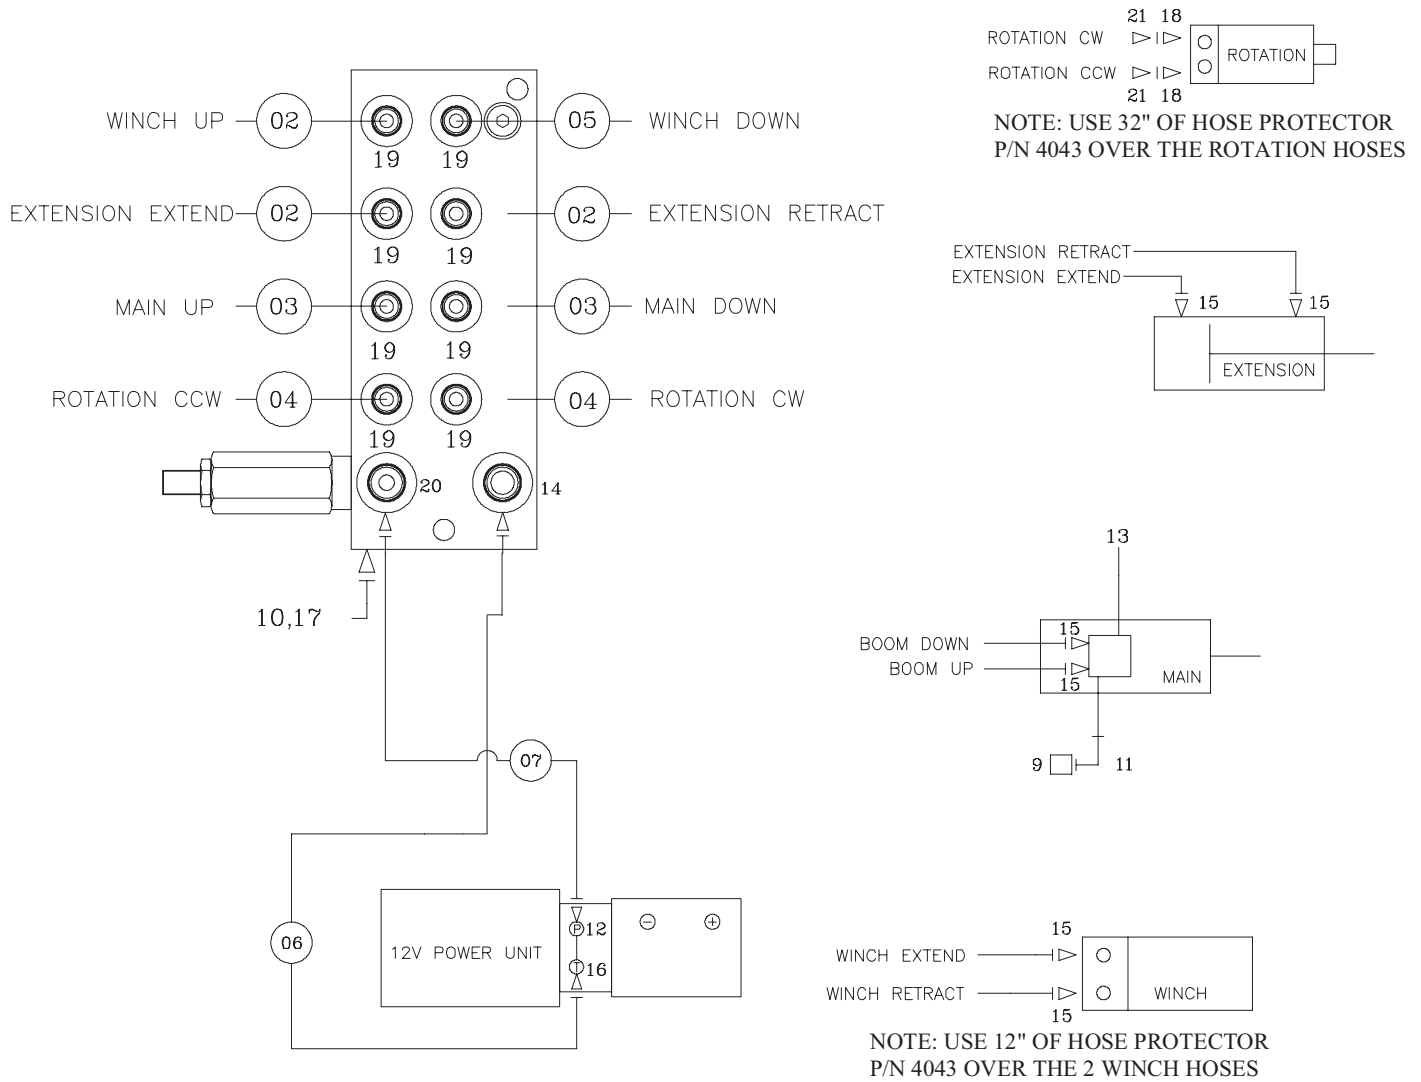 WINCH UP 02 05 WINCH DOWN
19 19
EXTENSION EXTEND 02 02 EXTENSION RETRACT
19 19
MAIN UP 03 03 MAIN DOWN
19 19
ROTATION CCW 04 04 ROTATION CW
19 19
20 14
10,17
07
06
12V POWER UNIT
P 12
T 16
- +
21 18
ROTATION CW
ROTATION
ROTATION CCW
21 18
NOTE: USE 32" OF HOSE PROTECTOR
P/N 4043 OVER THE ROTATION HOSES
EXTENSION RETRACT
EXTENSION EXTEND
15 15
EXTENSION
13
15
BOOM DOWN
BOOM UP
15
MAIN
9 11
15
WINCH EXTEND
WINCH RETRACT
WINCH
15
NOTE: USE 12" OF HOSE PROTECTOR
P/N 4043 OVER THE 2 WINCH HOSES